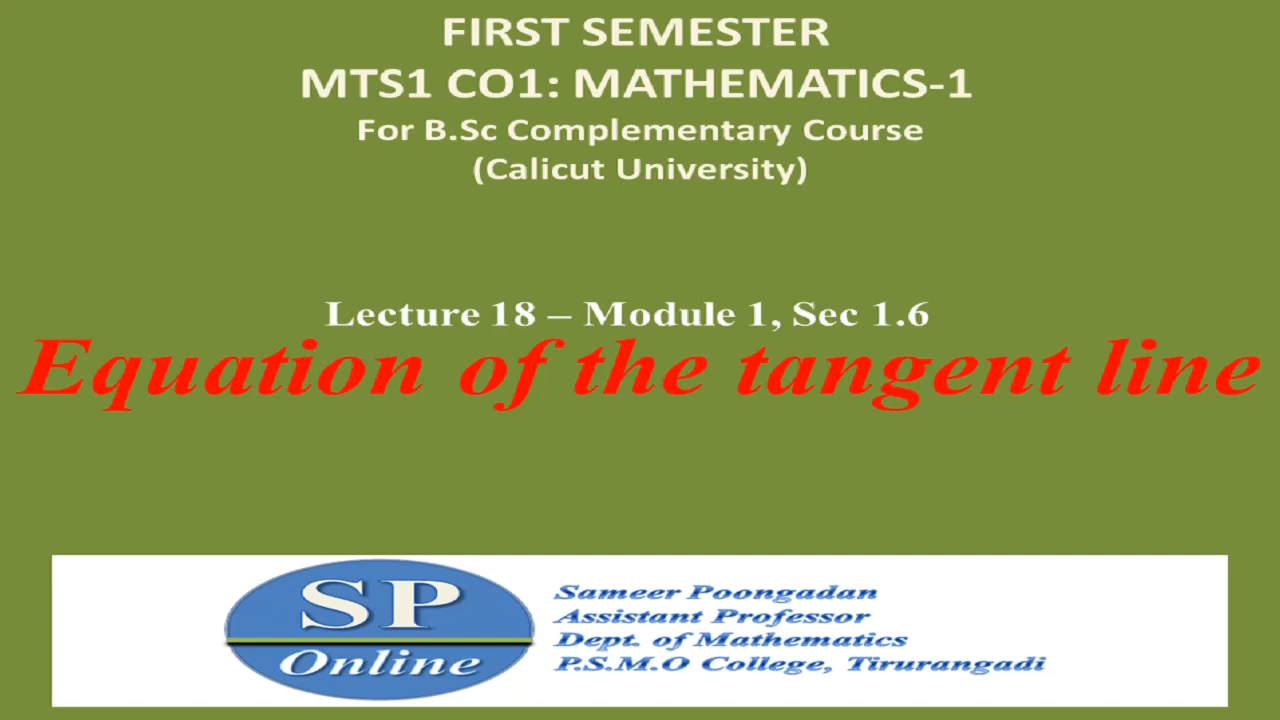 FIRST SEMESTER
MTS1 CO1: MATHEMATICS-1
For B.Sc Complementary Course
(Calicut University)
Lecture 18 – Module 1, Sec 1.6
Equation of the tangent line
SP
Online
Sameer Poongadan
Assistant Professor
Dept. of Mathematics
P.S.M.O College, Tirurangadi